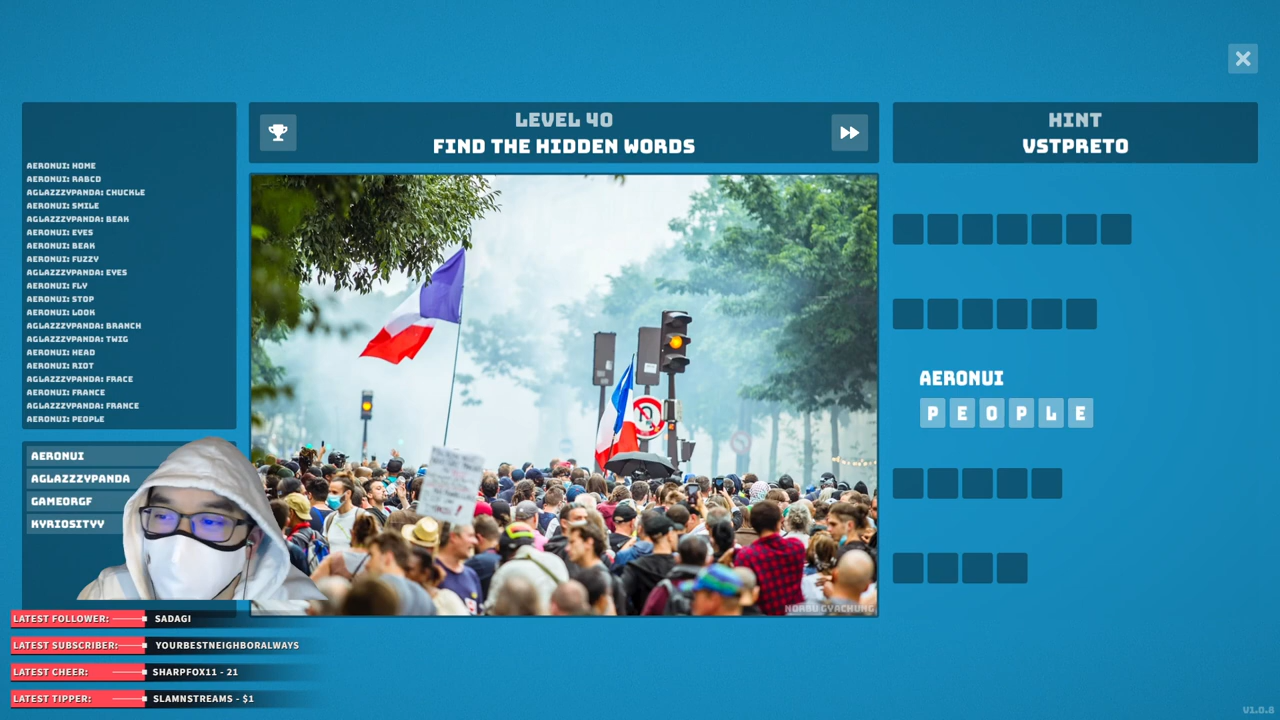 LEVEL 40
FIND THE HIDDEN WORDS
HINT
VSTPRETO
AERONUI: HOME
AERONUI: RABCD
AGLAZZZYPANDA: CHUCKLE
AERONUI: SMILE
AGLAZZZYPANDA: BEAK
AERONUI: EYES
AERONUI: BEAK
AERONUI: FUZZY
AGLAZZZYPANDA: EYES
AERONUI: FLY
AERONUI: STOP
AERONUI: LOOK
AGLAZZZYPANDA: BRANCH
AGLAZZZYPANDA: TWIG
AERONUI: HEAD
AERONUI: RIOT
AGLAZZZYPANDA: FRACE
AERONUI: FRANCE
AGLAZZZYPANDA: FRANCE
AERONUI: PEOPLE
AERONUI
AGLAZZZYPANDA
GAMEORGF
KYRIOSITYY
AERONUI
PEOPLE
NORBU GYACHUNG
LATEST FOLLOWER: SADAGI
LATEST SUBSCRIBER: YOURBESTNEIGHBORALWAYS
LATEST CHEER: SHARPFOX11 - 21
LATEST TIPPER: SLAMNSTREAMS - $1
V1.0.8